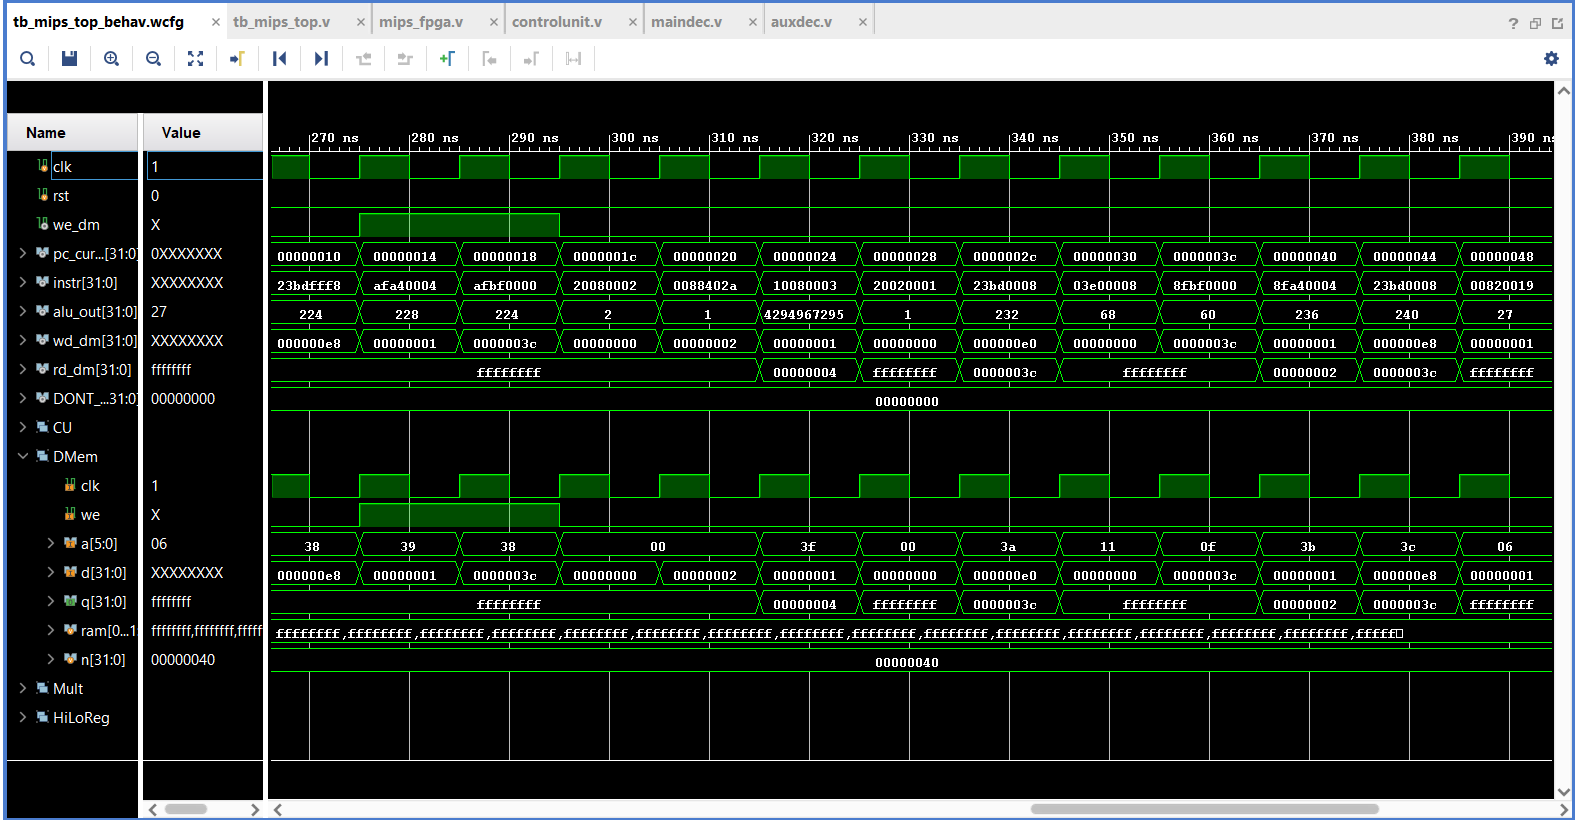 tb_mips_top_behav.wcfg × tb_mips_top.v × mips_fpga.v × controlunit.v × maindec.v × auxdec.v ×
Name Value
270 ns 280 ns 290 ns 300 ns 310 ns 320 ns 330 ns 340 ns 350 ns 360 ns 370 ns 380 ns 390 n
clk 1
rst 0
we_dm X
pc_cur...[31:0] 0XXXXXXX 00000010 00000014 00000018 0000001c 00000020 00000024 00000028 0000002c 00000030 0000003c 00000040 00000044 00000048
instr[31:0] XXXXXXXX 23bdfff8 afa40004 afbf0000 20080002 0088402a 10080003 20020001 23bd0008 03e00008 8fbf0000 8fa40004 23bd0008 00820019
alu_out[31:0] 27 224 228 224 2 1 4294967295 1 232 68 60 236 240 27
wd_dm[31:0] XXXXXXXX 000000e8 00000001 0000003c 00000000 00000002 00000001 00000000 000000e0 00000000 0000003c 00000001 000000e8 00000001
rd_dm[31:0] ffffffff ffffffff 00000004 ffffffff 0000003c ffffffff 00000002 0000003c ffffffff
DONT_...31:0] 00000000 00000000
CU
DMem
clk 1
we X
a[5:0] 06 38 39 38 00 3f 00 3a 11 0f 3b 3c 06
d[31:0] XXXXXXXX 000000e8 00000001 0000003c 00000000 00000002 00000001 00000000 000000e0 00000000 0000003c 00000001 000000e8 00000001
q[31:0] ffffffff ffffffff 00000004 ffffffff 0000003c ffffffff 00000002 0000003c ffffffff
ram[0...1 ffffffff,ffffffff,fffff ffffffff,ffffffff,ffffffff,ffffffff,ffffffff,ffffffff,ffffffff,ffffffff,ffffffff,ffffffff,ffffffff,ffffffff,ffffffff,ffffffff,ffffffff,fffff
n[31:0] 00000040 00000040
Mult
HiLoReg